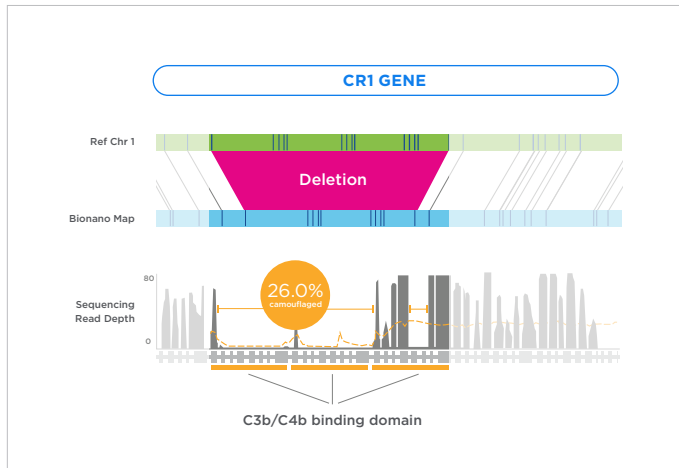 CR1 GENE
Ref Chr 1
Deletion
Bionano Map
80
26.0%
camouflaged
Sequencing
Read Depth
0
C3b/C4b binding domain